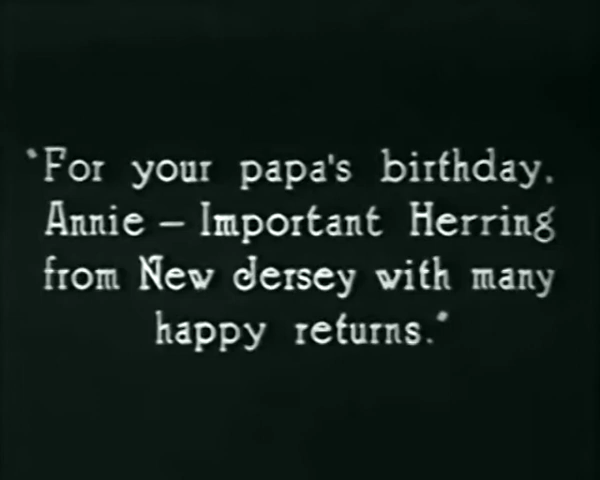 "For your papa's birthday.
Annie – Important Herring
from New Jersey with many
happy returns."